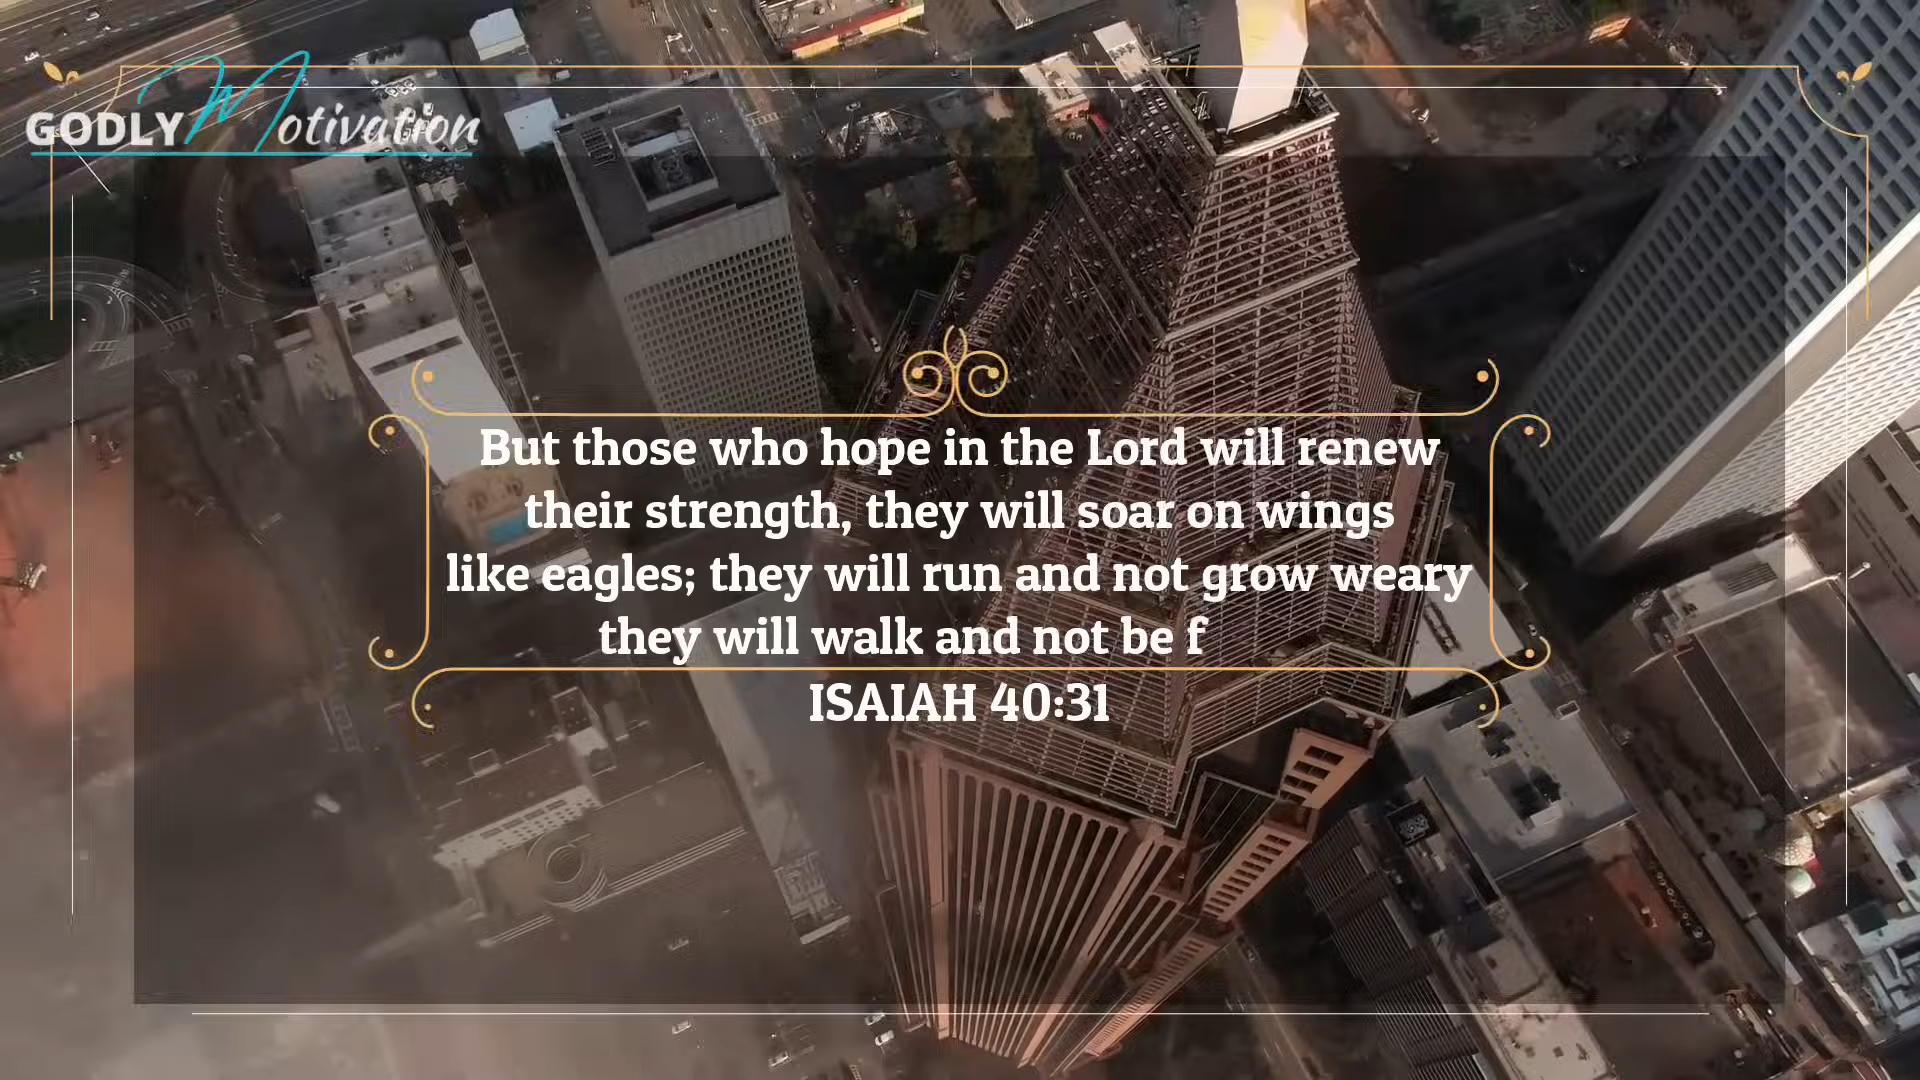 GODLY Motivation
But those who hope in the Lord will renew
their strength, they will soar on wings
like eagles; they will run and not grow weary
they will walk and not be f
ISAIAH 40:31